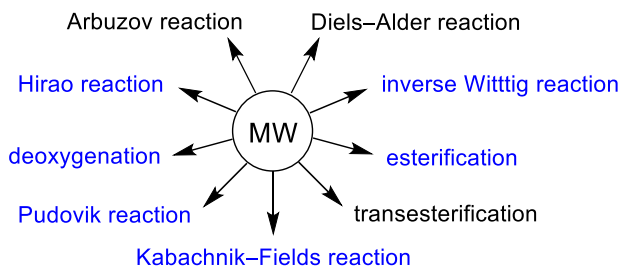 Arbuzov reaction
Diels–Alder reaction
Hirao reaction
inverse Witttig reaction
MW
deoxygenation
esterification
Pudovik reaction
transesterification
Kabachnik–Fields reaction